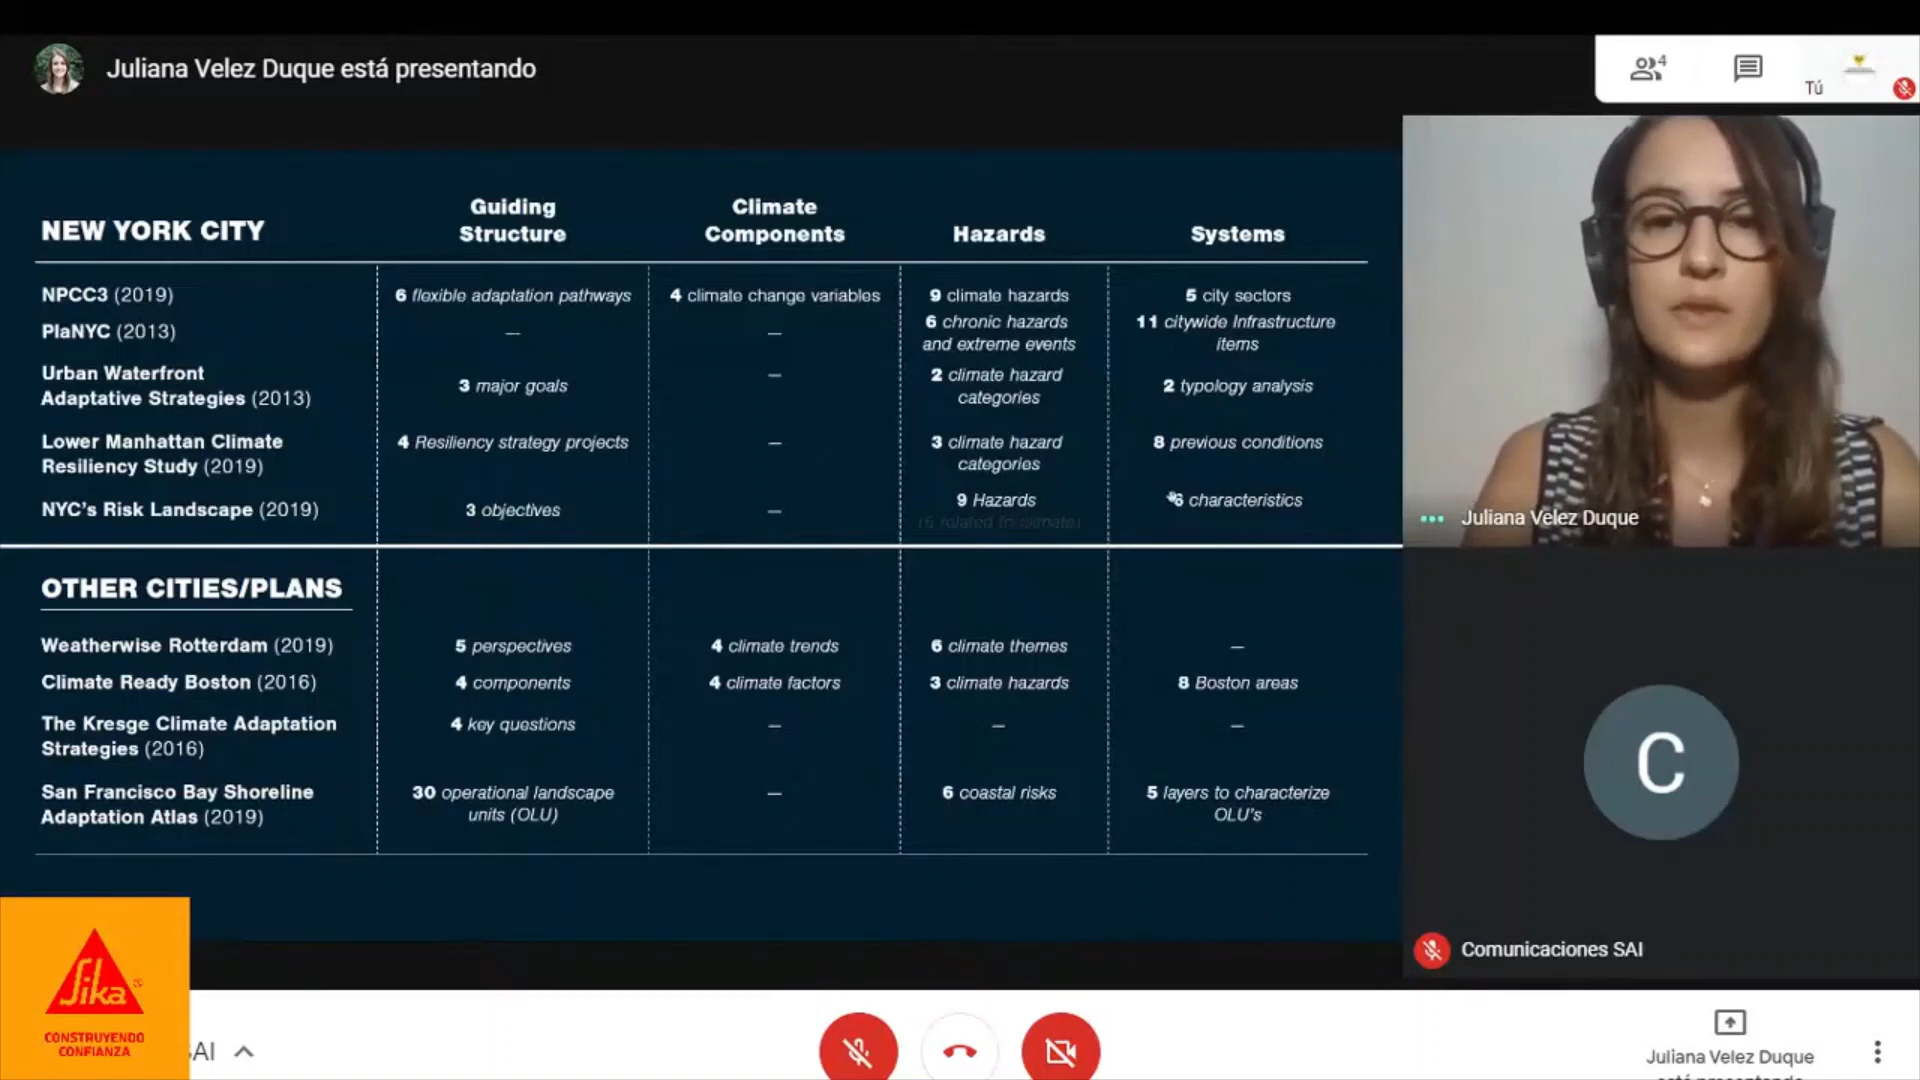 Juliana Velez Duque está presentando
4
Tú
NEW YORK CITY
Guiding Structure
Climate Components
Hazards
Systems
NPCC3 (2019)
6 flexible adaptation pathways
4 climate change variables
9 climate hazards
5 city sectors
PlaNYC (2013)
—
—
6 chronic hazards and extreme events
11 citywide Infrastructure items
Urban Waterfront
Adaptative Strategies (2013)
3 major goals
—
2 climate hazard categories
2 typology analysis
Lower Manhattan Climate
Resiliency Study (2019)
4 Resiliency strategy projects
—
3 climate hazard categories
8 previous conditions
NYC's Risk Landscape (2019)
3 objectives
—
9 Hazards
(6 related to climate)
6 characteristics
OTHER CITIES/PLANS
Weatherwise Rotterdam (2019)
5 perspectives
4 climate trends
6 climate themes
—
Climate Ready Boston (2016)
4 components
4 climate factors
3 climate hazards
8 Boston areas
The Kresge Climate Adaptation
Strategies (2016)
4 key questions
—
—
—
San Francisco Bay Shoreline
Adaptation Atlas (2019)
30 operational landscape units (OLU)
—
6 coastal risks
5 layers to characterize OLU's
Juliana Velez Duque
C
Comunicaciones SAI
Sika
CONSTRUYENDO
CONFIANZA
SAI
Juliana Velez Duque
está presentando